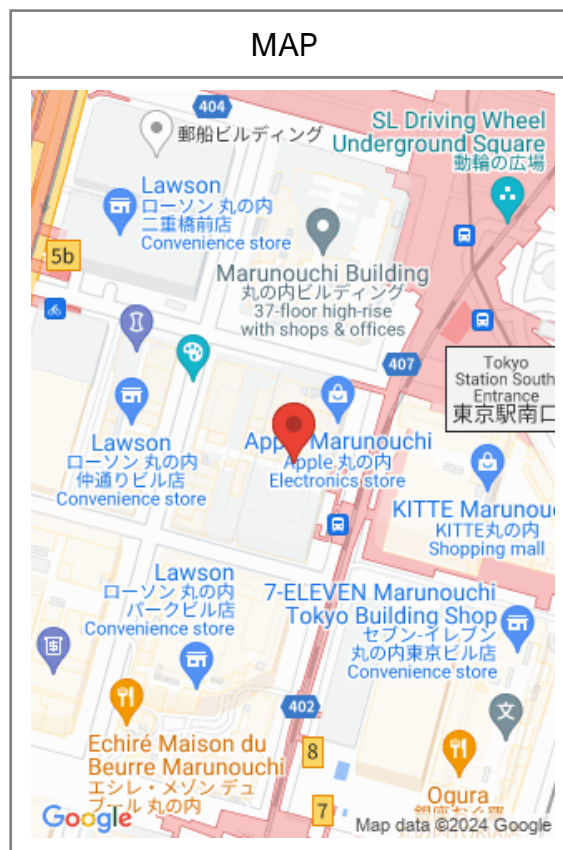 MAP
404
SL Driving Wheel
Underground Square
動輪の広場
郵船ビルディング
Lawson
ローソン 丸の内
二重橋前店
Convenience store
5b
Marunouchi Building
丸の内ビルディング
37-floor high-rise
with shops & offices
407
Tokyo
Station South
Entrance
東京駅南口
Lawson
ローソン 丸の内
仲通りビル店
Convenience store
Marunouchi
Apple 丸の内
Electronics store
KITTE
KITTE丸の内
Shopping mall
Lawson
ローソン 丸の内
パークビル店
Convenience store
7-ELEVEN Marunouchi
Tokyo Building Shop
セブン-イレブン
丸の内東京ビル店
Convenience store
文
402
8
Echiré Maison du
Beurre Marunouchi
エシレ・メゾン デュ
ブール 丸の内
Ogura
7
Google
Map data ©2024 Google